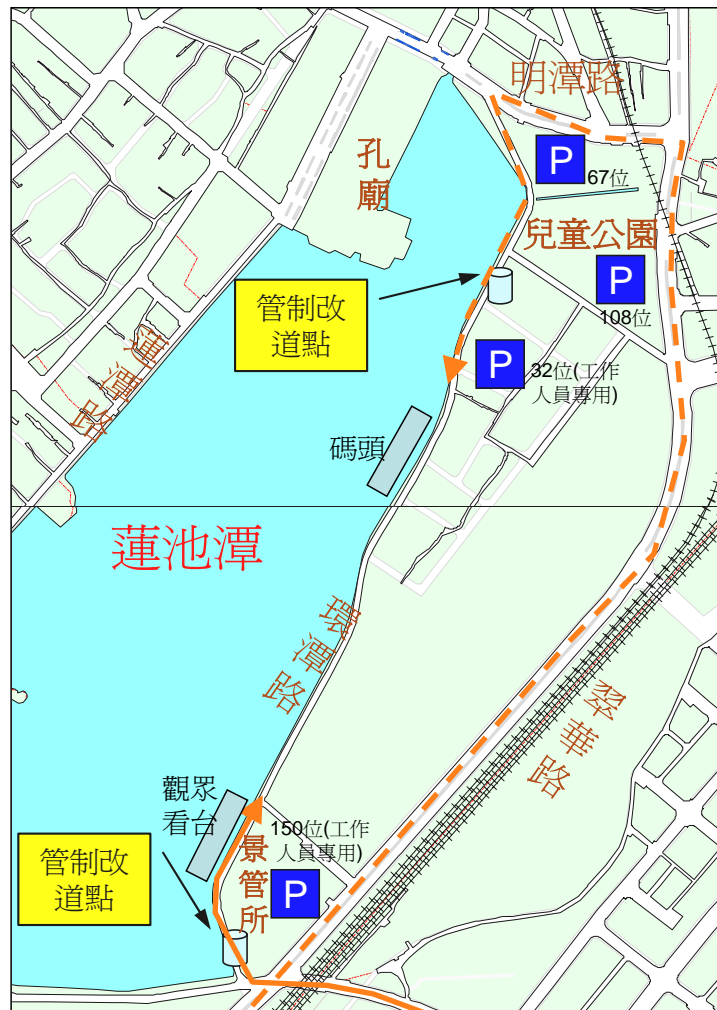 明潭路
P
67位
孔
廟
兒童公園
P
108位
管制改
道點
P
32位(工作
人員專用)
蓮潭路
碼頭
蓮池潭
環潭路
翠華路
觀眾
看台
150位(工作
人員專用)
景管所
P
管制改
道點